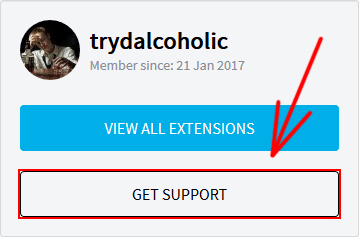 trydalcoholic
Member since: 21 Jan 2017
VIEW ALL EXTENSIONS
GET SUPPORT